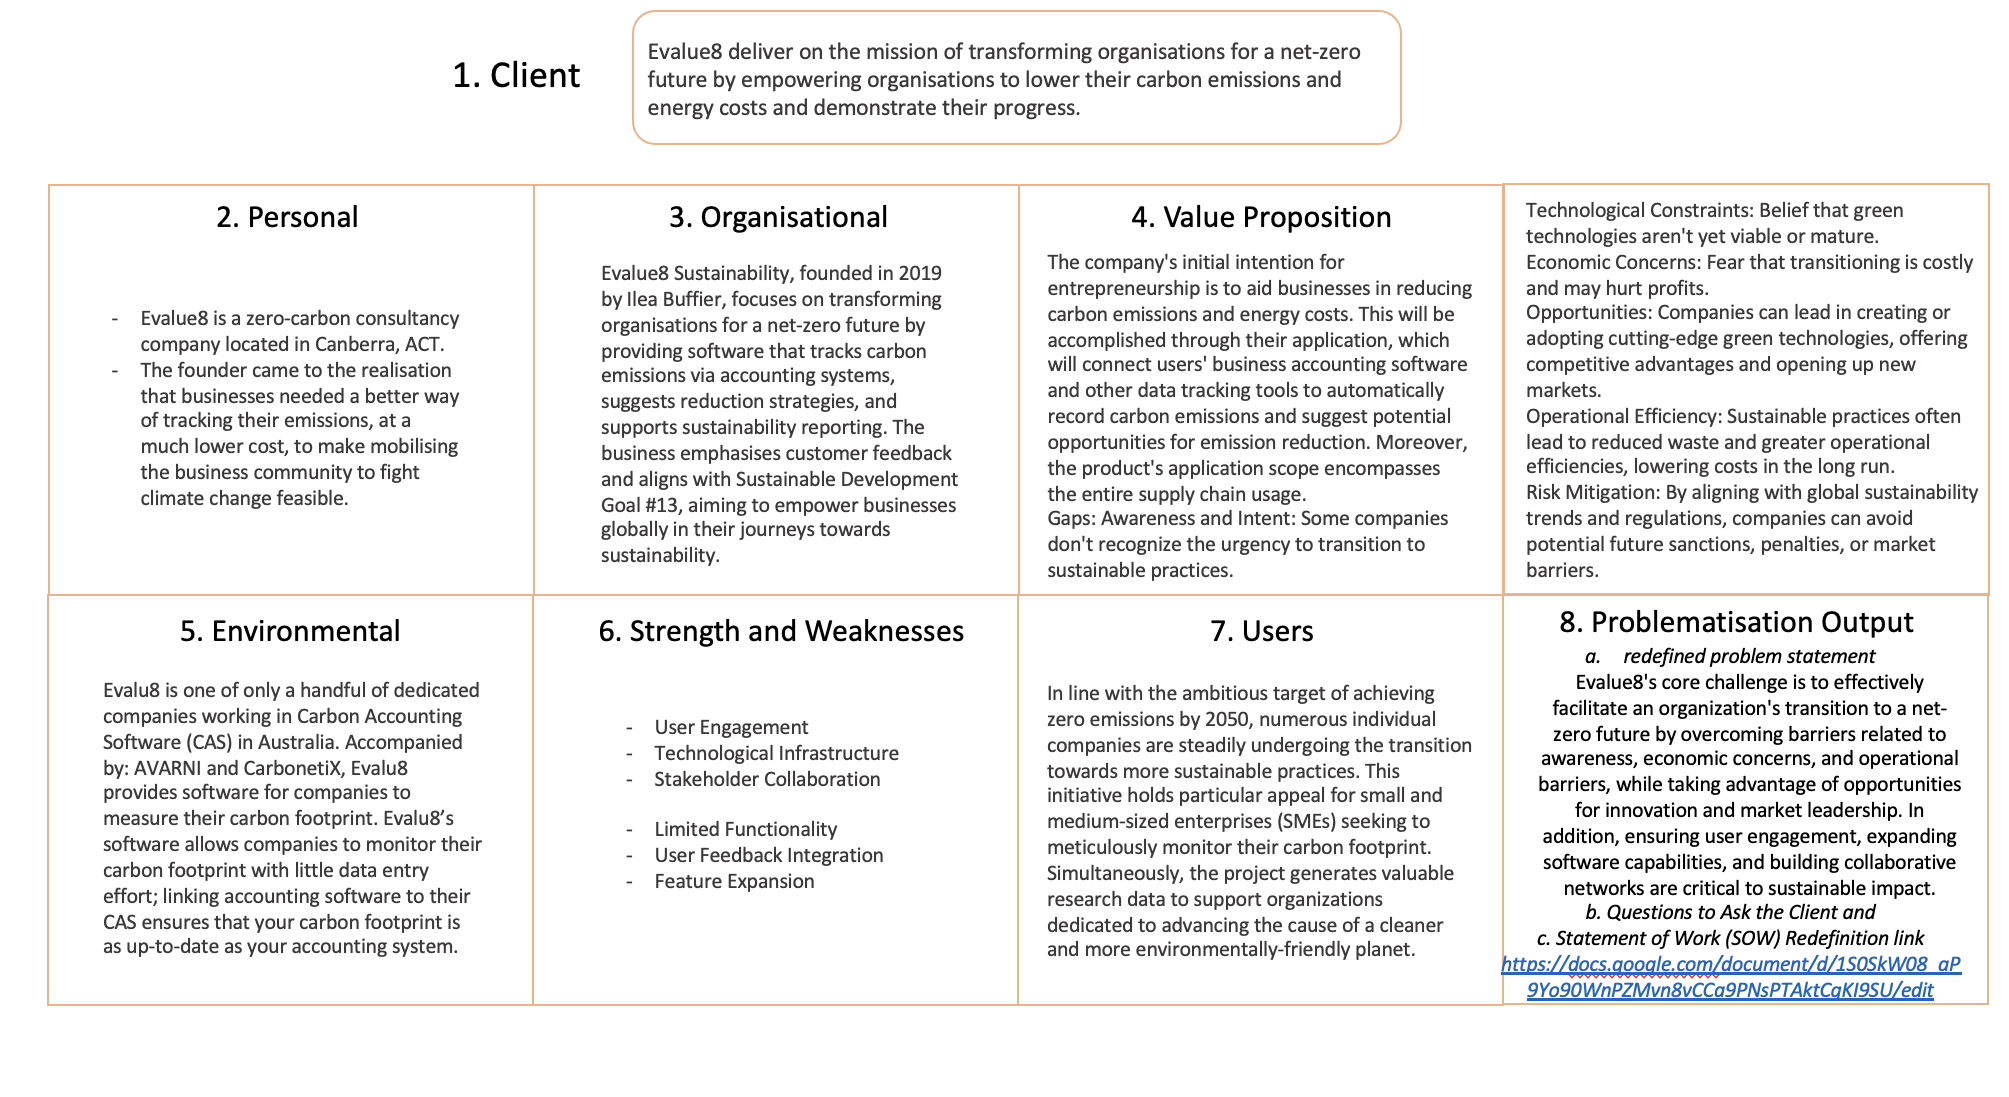 1. Client
Evalue8 deliver on the mission of transforming organisations for a net-zero
future by empowering organisations to lower their carbon emissions and
energy costs and demonstrate their progress.
2. Personal
- Evalue8 is a zero-carbon consultancy
company located in Canberra, ACT.
- The founder came to the realisation
that businesses needed a better way
of tracking their emissions, at a
much lower cost, to make mobilising
the business community to fight
climate change feasible.
3. Organisational
Evalue8 Sustainability, founded in 2019
by Ilea Buffier, focuses on transforming
organisations for a net-zero future by
providing software that tracks carbon
emissions via accounting systems,
suggests reduction strategies, and
supports sustainability reporting. The
business emphasises customer feedback
and aligns with Sustainable Development
Goal #13, aiming to empower businesses
globally in their journeys towards
sustainability.
4. Value Proposition
The company's initial intention for
entrepreneurship is to aid businesses in reducing
carbon emissions and energy costs. This will be
accomplished through their application, which
will connect users' business accounting software
and other data tracking tools to automatically
record carbon emissions and suggest potential
opportunities for emission reduction. Moreover,
the product's application scope encompasses
the entire supply chain usage.
Gaps: Awareness and Intent: Some companies
don't recognize the urgency to transition to
sustainable practices.
Technological Constraints: Belief that green
technologies aren't yet viable or mature.
Economic Concerns: Fear that transitioning is costly
and may hurt profits.
Opportunities: Companies can lead in creating or
adopting cutting-edge green technologies, offering
competitive advantages and opening up new
markets.
Operational Efficiency: Sustainable practices often
lead to reduced waste and greater operational
efficiencies, lowering costs in the long run.
Risk Mitigation: By aligning with global sustainability
trends and regulations, companies can avoid
potential future sanctions, penalties, or market
barriers.
5. Environmental
Evalu8 is one of only a handful of dedicated
companies working in Carbon Accounting
Software (CAS) in Australia. Accompanied
by: AVARNI and CarbonetiX, Evalu8
provides software for companies to
measure their carbon footprint. Evalu8’s
software allows companies to monitor their
carbon footprint with little data entry
effort; linking accounting software to their
CAS ensures that your carbon footprint is
as up-to-date as your accounting system.
6. Strength and Weaknesses
- User Engagement
- Technological Infrastructure
- Stakeholder Collaboration
- Limited Functionality
- User Feedback Integration
- Feature Expansion
7. Users
In line with the ambitious target of achieving
zero emissions by 2050, numerous individual
companies are steadily undergoing the transition
towards more sustainable practices. This
initiative holds particular appeal for small and
medium-sized enterprises (SMEs) seeking to
meticulously monitor their carbon footprint.
Simultaneously, the project generates valuable
research data to support organizations
dedicated to advancing the cause of a cleaner
and more environmentally-friendly planet.
8. Problematisation Output
a. redefined problem statement
Evalue8's core challenge is to effectively
facilitate an organization's transition to a net-
zero future by overcoming barriers related to
awareness, economic concerns, and operational
barriers, while taking advantage of opportunities
for innovation and market leadership. In
addition, ensuring user engagement, expanding
software capabilities, and building collaborative
networks are critical to sustainable impact.
b. Questions to Ask the Client and
c. Statement of Work (SOW) Redefinition link
https://docs.google.com/document/d/1S0SkW08_aP
9Yo90WnPZMvn8vCCa9PNsPTAktCgKI9SU/edit